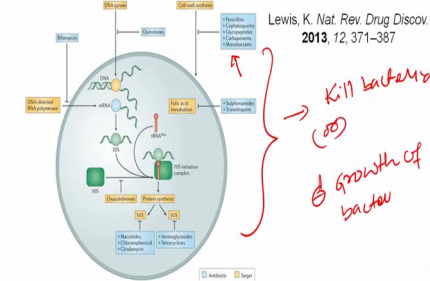 Lewis, K. Nat. Rev. Drug Discov.
2013, 12, 371–387
DNA gyrase
Cell wall synthesis
• Penicillins
• Cephalosporins
• Glycopeptides
• Carbapenems
• Monobactams
Rifampicin
Quinolones
DNA
DNA-directed
RNA polymerase
mRNA
Folic acid
metabolism
• Sulphonamides
• Trimethoprim
30S
70S initiation
complex
50S
Oxazolidinones
Protein synthesis
50S
30S
• Macrolides,
• Chloramphenicol
• Clindamycin
• Aminoglycosides
• Tetracyclines
Antibiotic
Target
Kill bacteria
(or)
Growth of